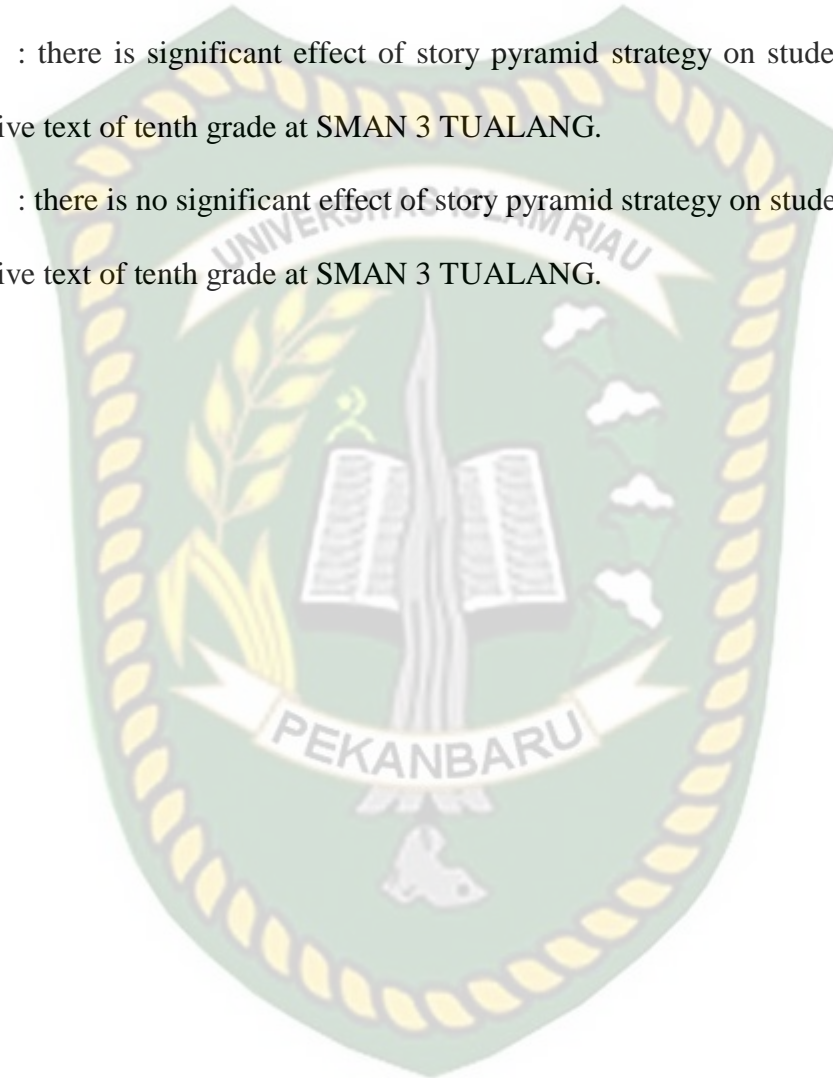 : there is significant effect of story pyramid strategy on stude
ive text of tenth grade at SMAN 3 TUALANG.
: there is no significant effect of story pyramid strategy on stude
ive text of tenth grade at SMAN 3 TUALANG.
UNIVERSITAS ISLAM RIAU
PEKANBARU